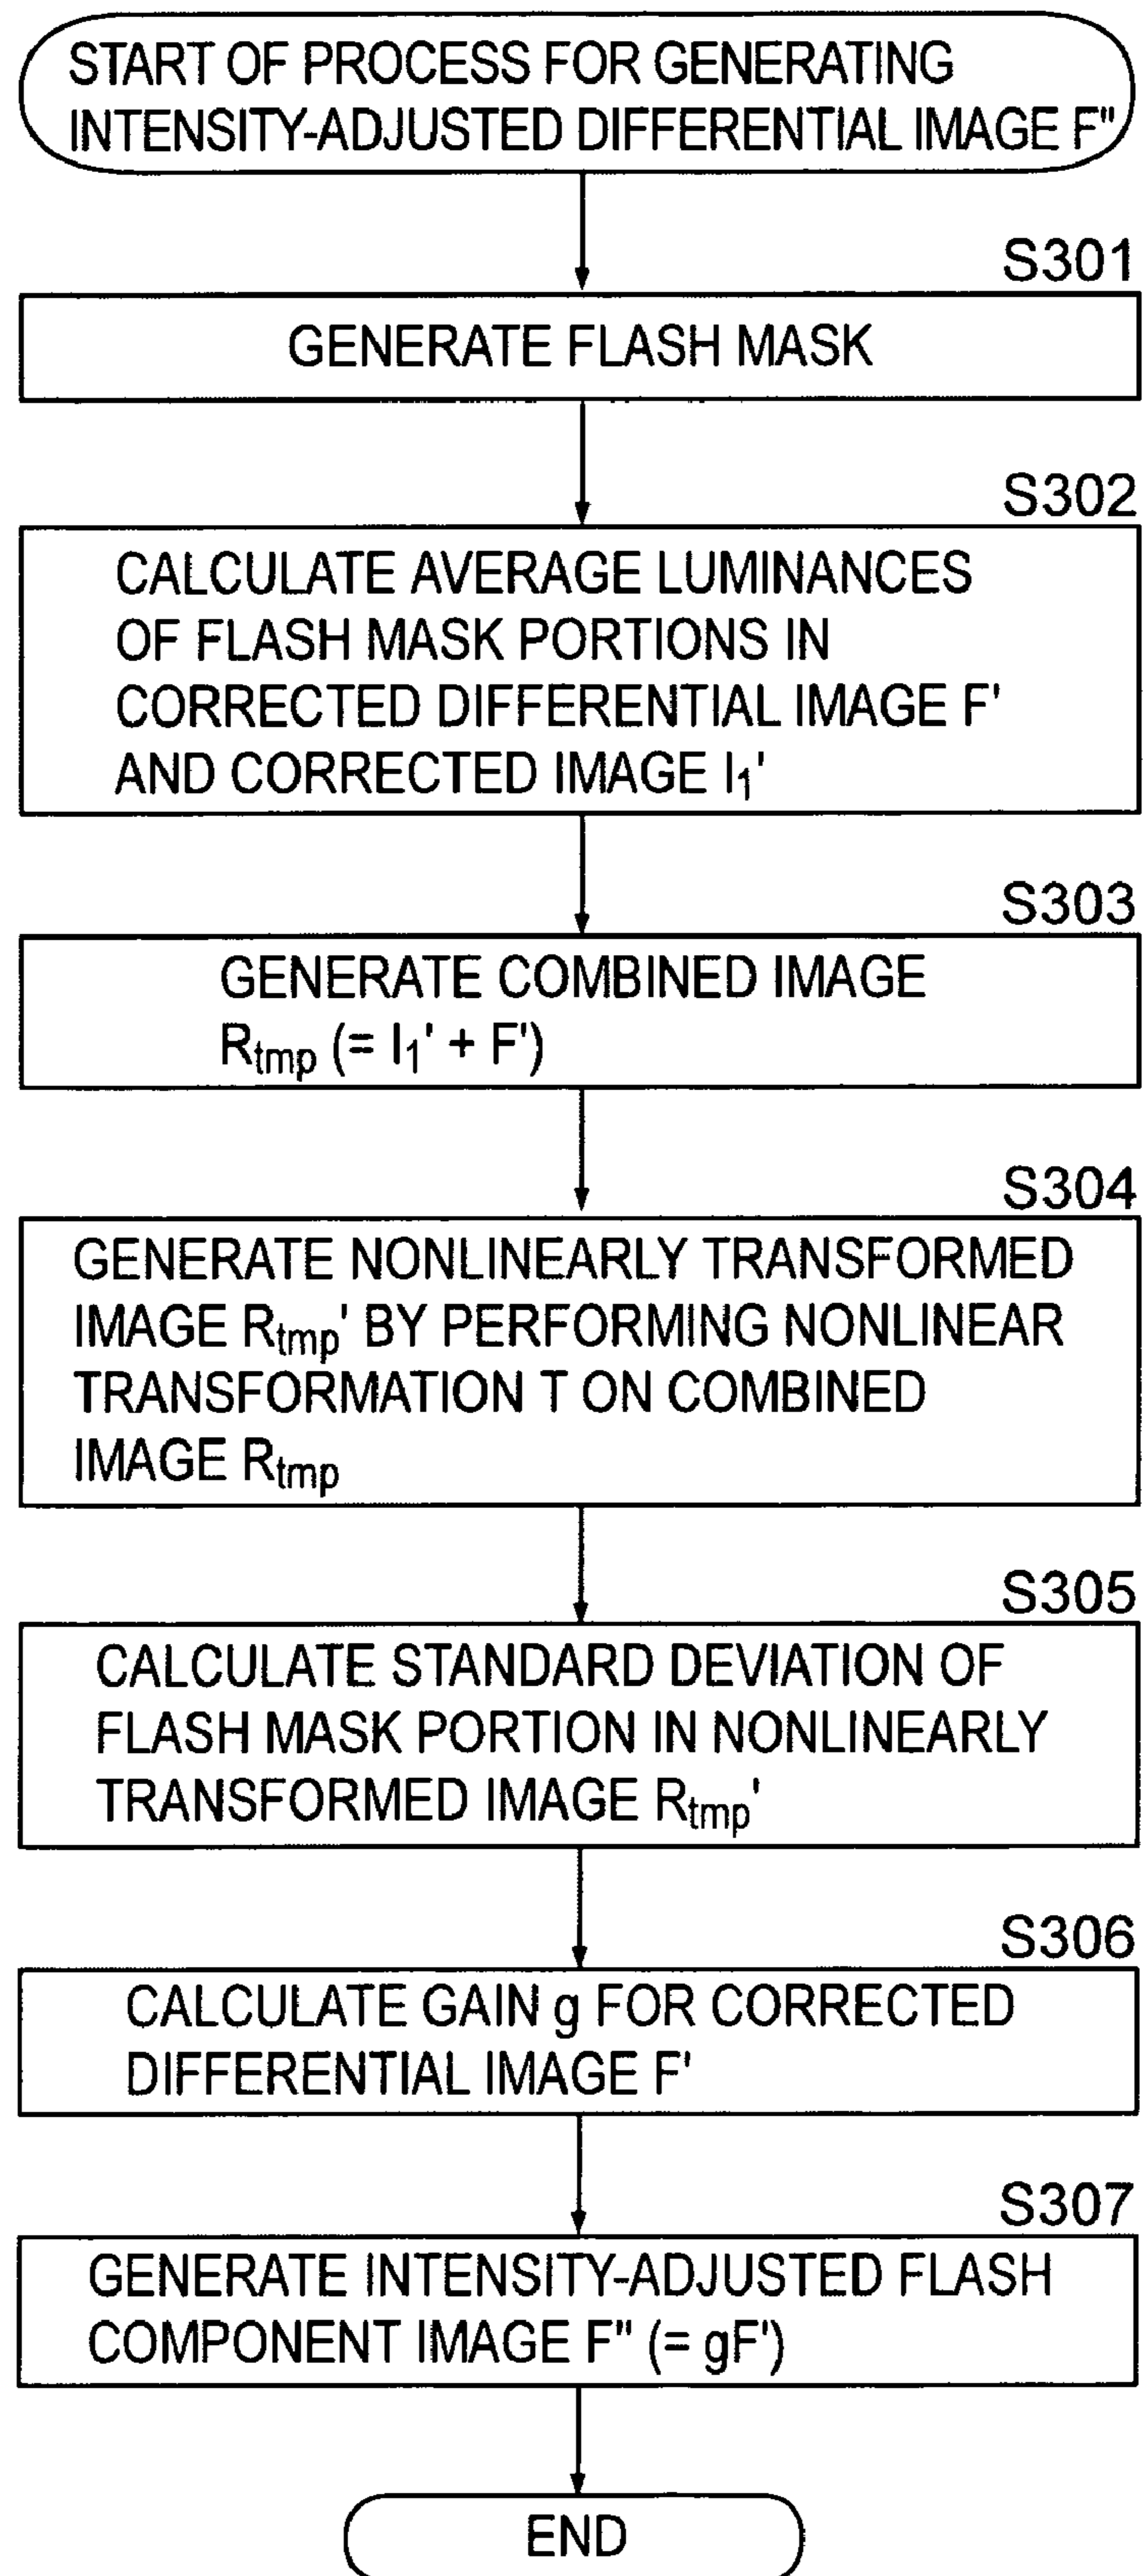 START OF PROCESS FOR GENERATING
INTENSITY-ADJUSTED DIFFERENTIAL IMAGE F"
S301
GENERATE FLASH MASK
S302
CALCULATE AVERAGE LUMINANCES
OF FLASH MASK PORTIONS IN
CORRECTED DIFFERENTIAL IMAGE F'
AND CORRECTED IMAGE I₁'
S303
GENERATE COMBINED IMAGE
Rtmp (= I₁' + F')
S304
GENERATE NONLINEARLY TRANSFORMED
IMAGE Rtmp' BY PERFORMING NONLINEAR
TRANSFORMATION T ON COMBINED
IMAGE Rtmp
S305
CALCULATE STANDARD DEVIATION OF
FLASH MASK PORTION IN NONLINEARLY
TRANSFORMED IMAGE Rtmp'
S306
CALCULATE GAIN g FOR CORRECTED
DIFFERENTIAL IMAGE F'
S307
GENERATE INTENSITY-ADJUSTED FLASH
COMPONENT IMAGE F" (= gF')
END